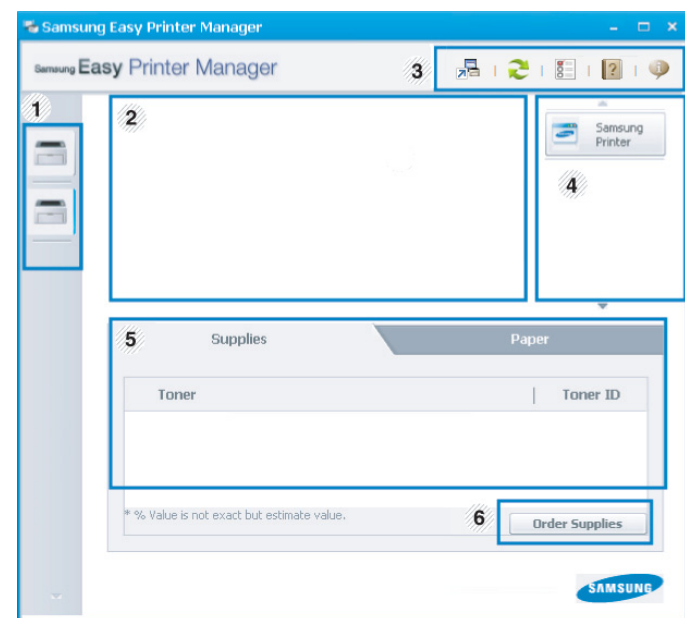 Samsung Easy Printer Manager
Samsung Easy Printer Manager
3
1
2
Samsung
Printer
4
5
Supplies
Paper
Toner
Toner ID
* % Value is not exact but estimate value.
6
Order Supplies
SAMSUNG